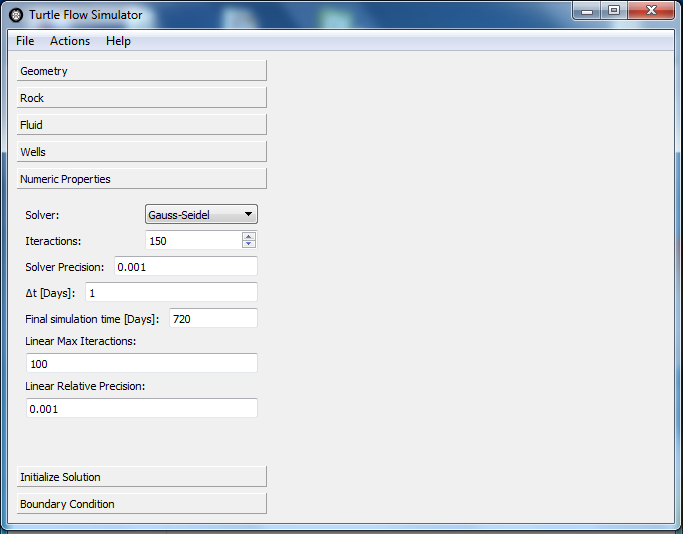 Turtle Flow Simulator
File Actions Help
Geometry
Rock
Fluid
Wells
Numeric Properties
Solver: Gauss-Seidel
Iteractions: 150
Solver Precision: 0.001
Δt [Days]: 1
Final simulation time [Days]: 720
Linear Max Iteractions:
100
Linear Relative Precision:
0.001
Initialize Solution
Boundary Condition